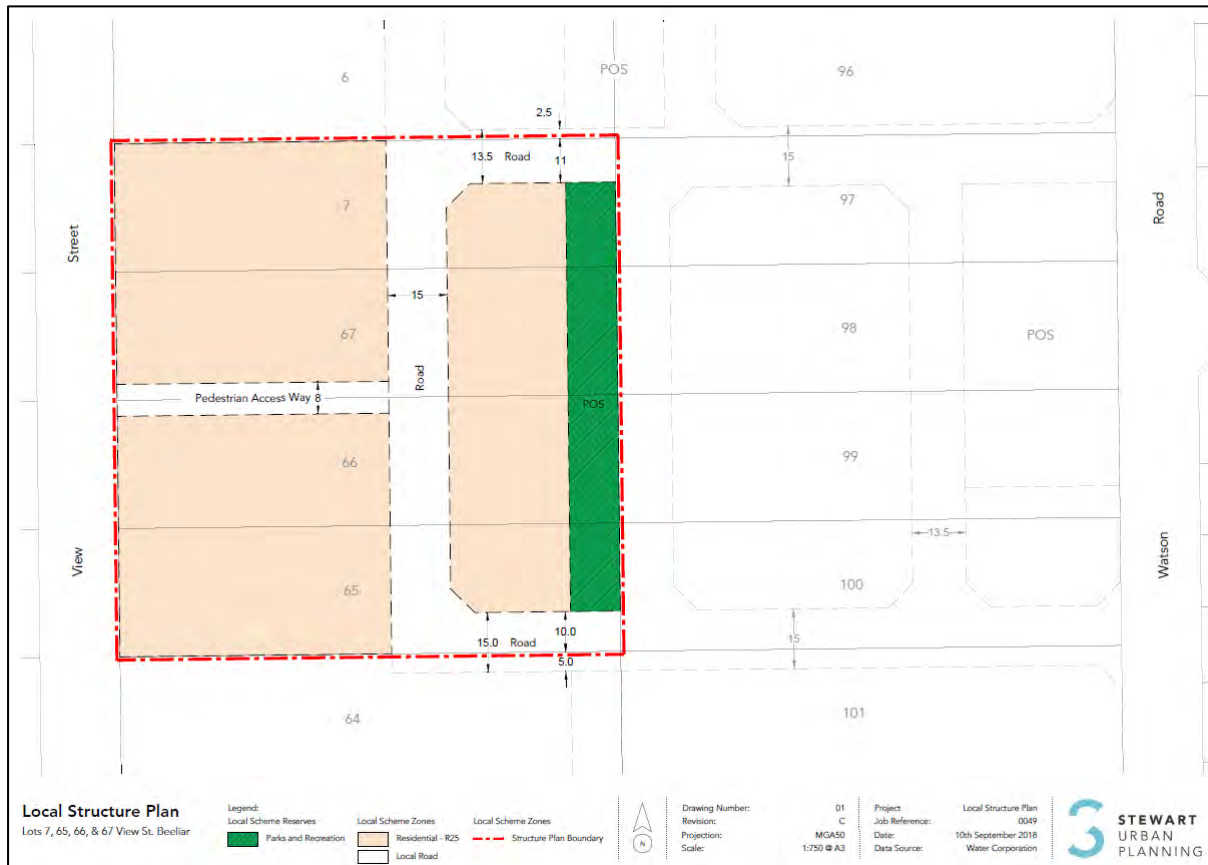 6
POS
96
2.5
13.5 Road
11
15
7
97
Street
Road
15
67
98
POS
Road
Pedestrian Access Way 8
POS
66
99
13.5
View
65
100
Watson
15.0 Road
10.0
15
5.0
64
101
Local Structure Plan
Lots 7, 65, 66, & 67 View St. Beeliar
Legend:
Local Scheme Reserves
Parks and Recreation
Local Scheme Zones
Residential - R25
Local Road
Local Scheme Zones
Structure Plan Boundary
N
Drawing Number: 01
Revision: C
Projection: MGA50
Scale: 1:750 @ A3
Project Local Structure Plan
Job Reference: 0049
Date: 10th September 2018
Data Source: Water Corporation
STEWART
URBAN
PLANNING